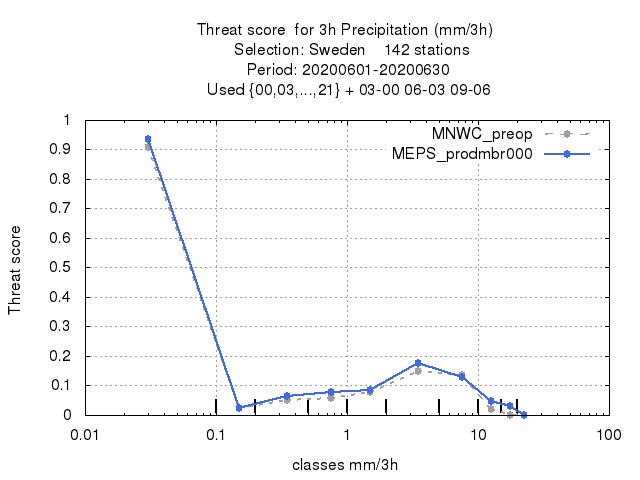 Threat score  for 3h Precipitation (mm/3h)
Selection: Sweden    142 stations
Period: 20200601-20200630
Used {00,03,...,21} + 03-00 06-03 09-06
MNWC_preop
MEPS_prodmbr000
1
0.9
0.8
0.7
0.6
0.5
0.4
0.3
0.2
0.1
0
Threat score
0.01 0.1 1 10 100
classes mm/3h